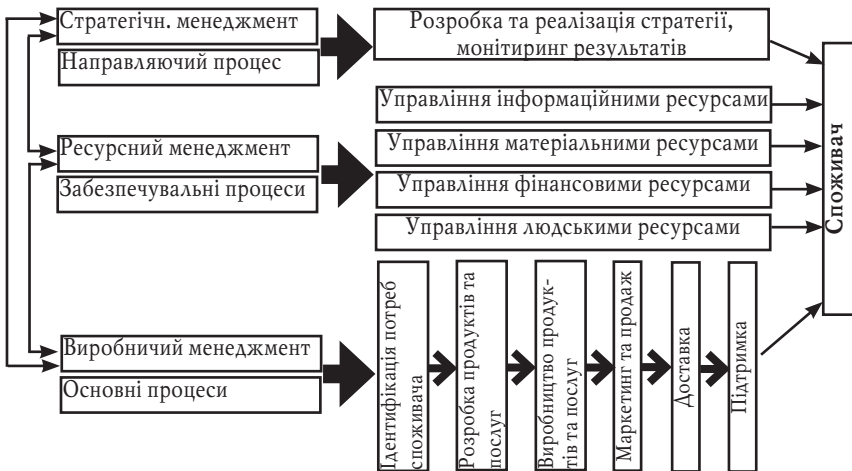 Стратегічн. менеджмент
Направляючий процес
Розробка та реалізація стратегії,
монітиринг результатів
Управління інформаційними ресурсами
Ресурсний менеджмент
Забезпечувальні процеси
Управління матеріальними ресурсами
Управління фінансовими ресурсами
Управління людськими ресурсами
Споживач
Виробничий менеджмент
Основні процеси
Ідентифікація потреб
споживача
Розробка продуктів та
послуг
Виробництво продук-
тів та послуг
Маркетинг та продаж
Доставка
Підтримка